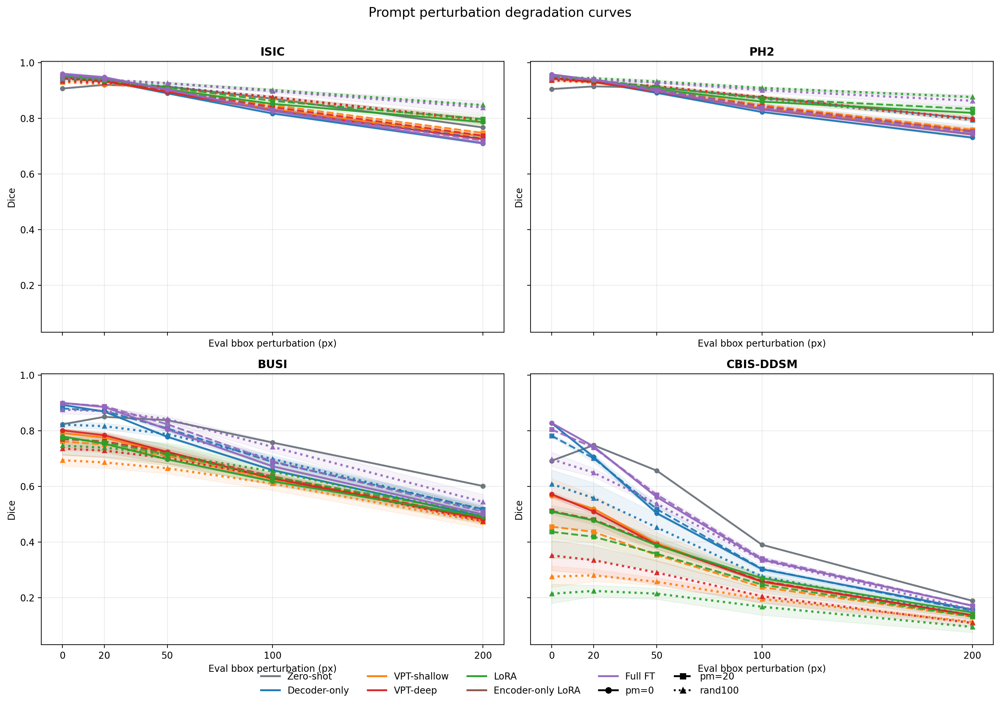 Prompt perturbation degradation curves
ISIC
PH2
1.0
0.8
0.6
0.4
0.2
Dice
Dice
Eval bbox perturbation (px)
Eval bbox perturbation (px)
BUSI
CBIS-DDSM
1.0
0.8
0.6
0.4
0.2
Dice
Dice
0 20 50 100 200
0 20 50 100 200
Eval bbox perturbation (px)
Eval bbox perturbation (px)
Zero-shot VPT-shallow LoRA Full FT pm=20
Decoder-only VPT-deep Encoder-only LoRA pm=0 rand100